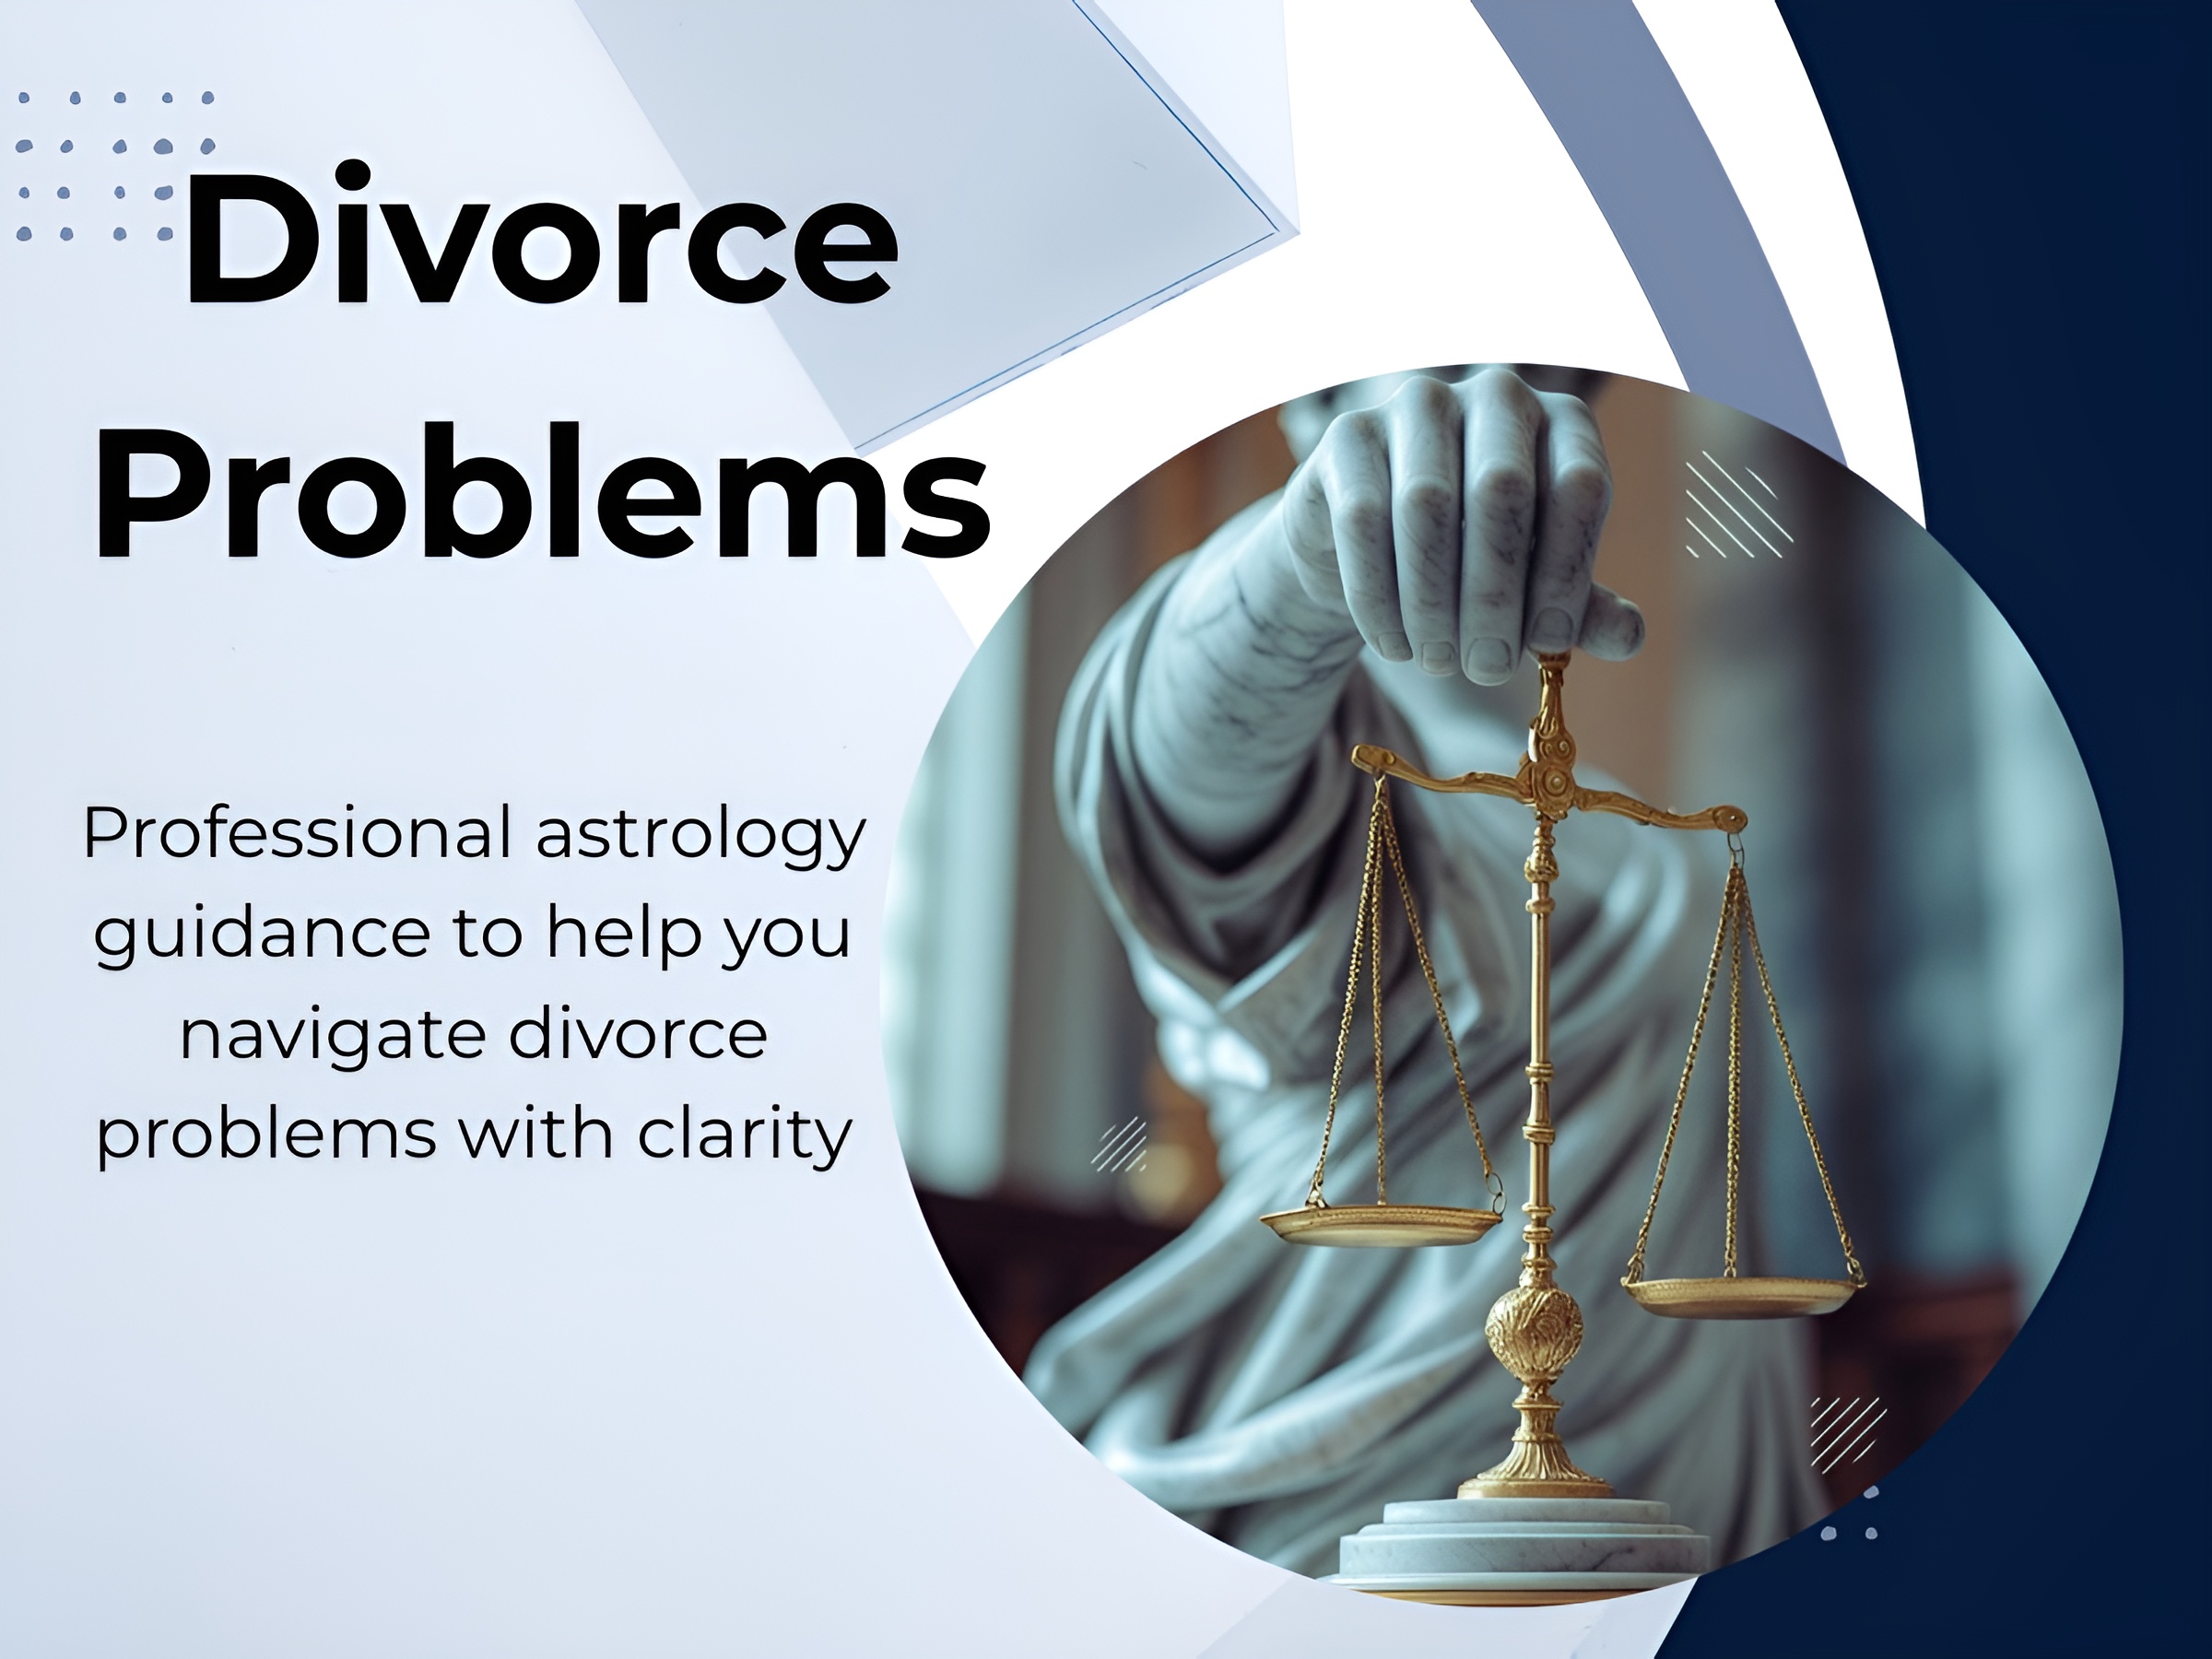 Divorce
Problems
Professional astrology
guidance to help you
navigate divorce
problems with clarity